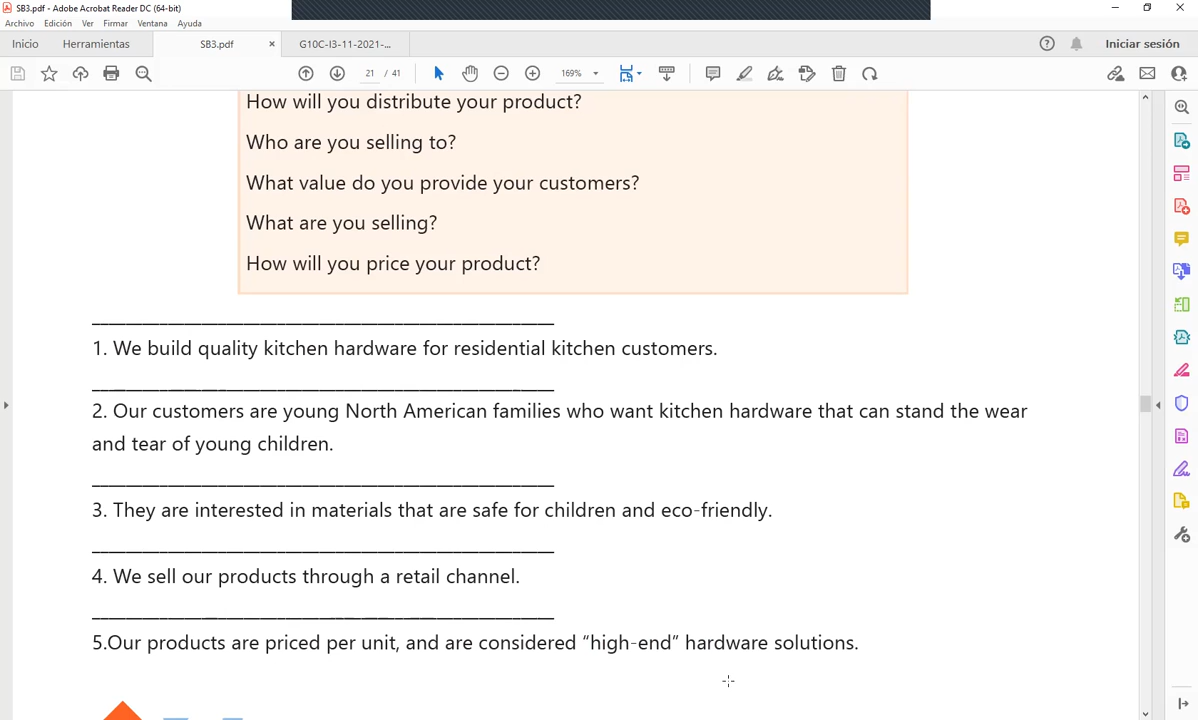 SB3.pdf - Adobe Acrobat Reader DC (64-bit)
Archivo Edición Ver Firmar Ventana Ayuda
Inicio Herramientas SB3.pdf × G10C-I3-11-2021-... Iniciar sesión
21 / 41 169%
How will you distribute your product?
Who are you selling to?
What value do you provide your customers?
What are you selling?
How will you price your product?
1. We build quality kitchen hardware for residential kitchen customers.
2. Our customers are young North American families who want kitchen hardware that can stand the wear
and tear of young children.
3. They are interested in materials that are safe for children and eco-friendly.
4. We sell our products through a retail channel.
5.Our products are priced per unit, and are considered “high-end” hardware solutions.